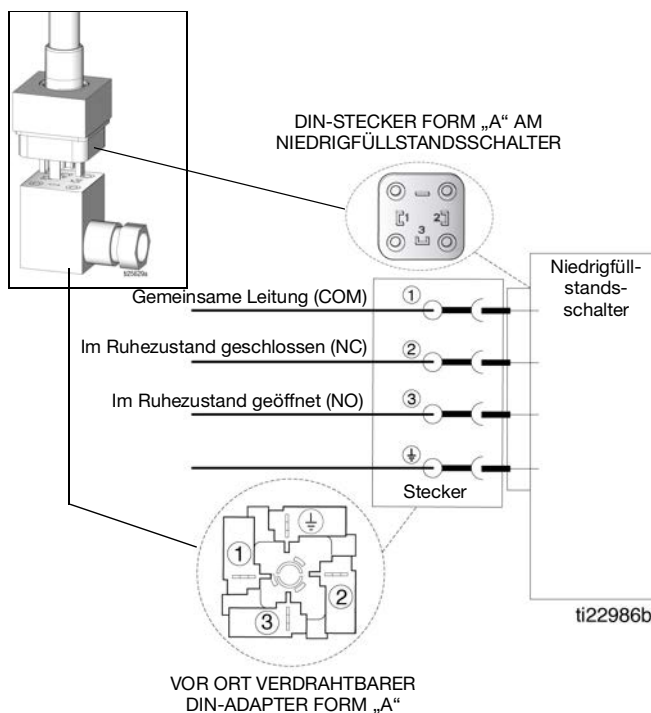 DIN-STECKER FORM „A“ AM
NIEDRIGFÜLLSTANDSSCHALTER
1
2
3
ti25629a
Niedrigfüll-
stands-
schalter
Gemeinsame Leitung (COM)
1
Im Ruhezustand geschlossen (NC)
2
Im Ruhezustand geöffnet (NO)
3
Stecker
1
2
3
ti22986b
VOR ORT VERDRAHTBARER
DIN-ADAPTER FORM „A“